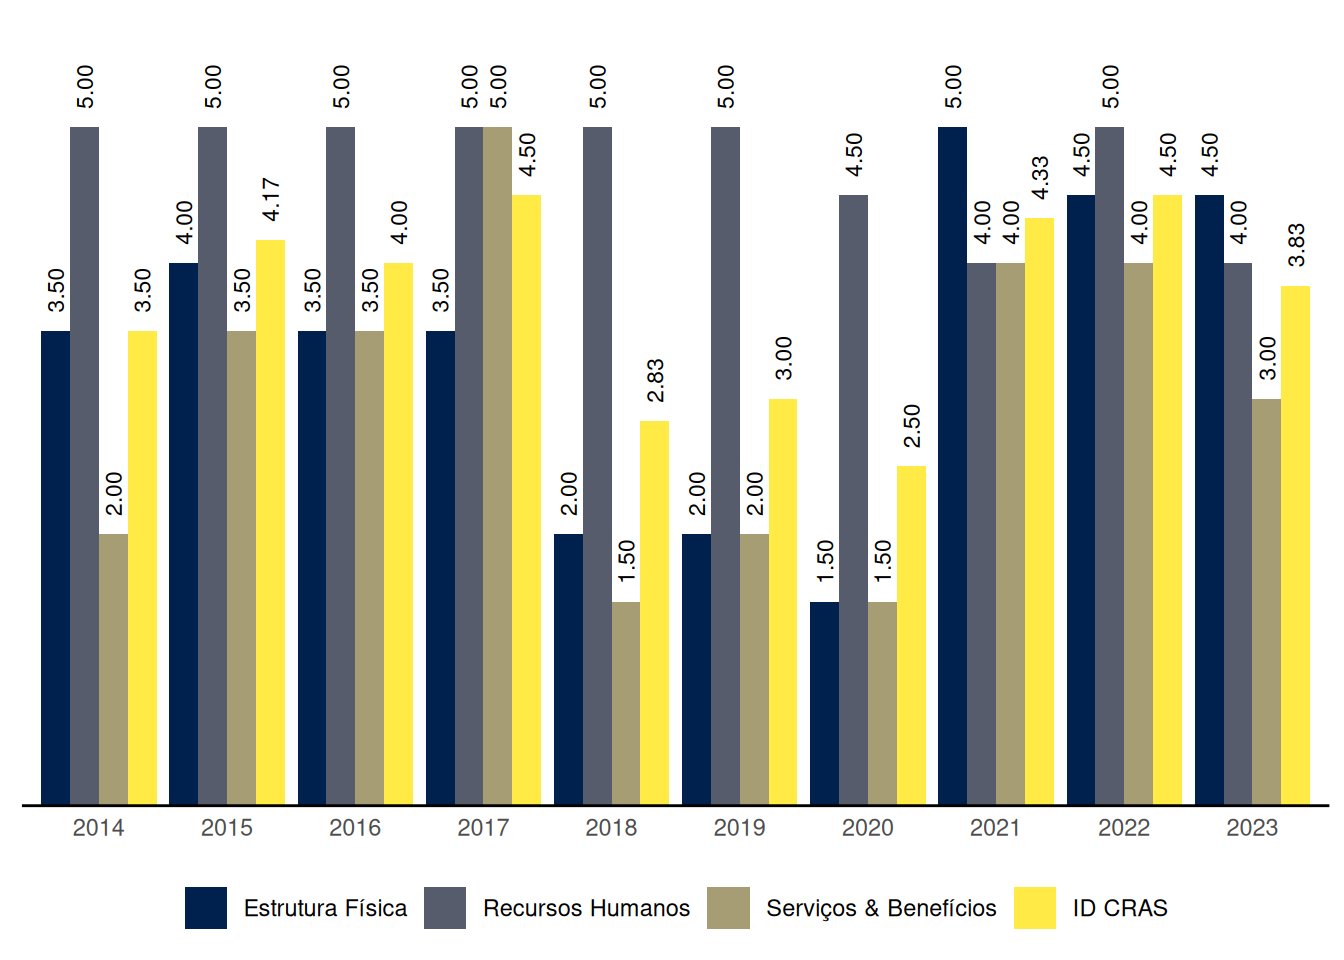 3.50 5.00 2.00 3.50 4.00 5.00 3.50 4.17 3.50 5.00 3.50 4.00 3.50 5.00 5.00 4.50 2.00 5.00 1.50 2.83 2.00 5.00 2.00 3.00 1.50 4.50 1.50 2.50 5.00 4.00 4.00 4.33 4.50 5.00 4.00 4.50 4.50 4.00 3.00 3.83
2014 2015 2016 2017 2018 2019 2020 2021 2022 2023
Estrutura Física Recursos Humanos Serviços & Benefícios ID CRAS